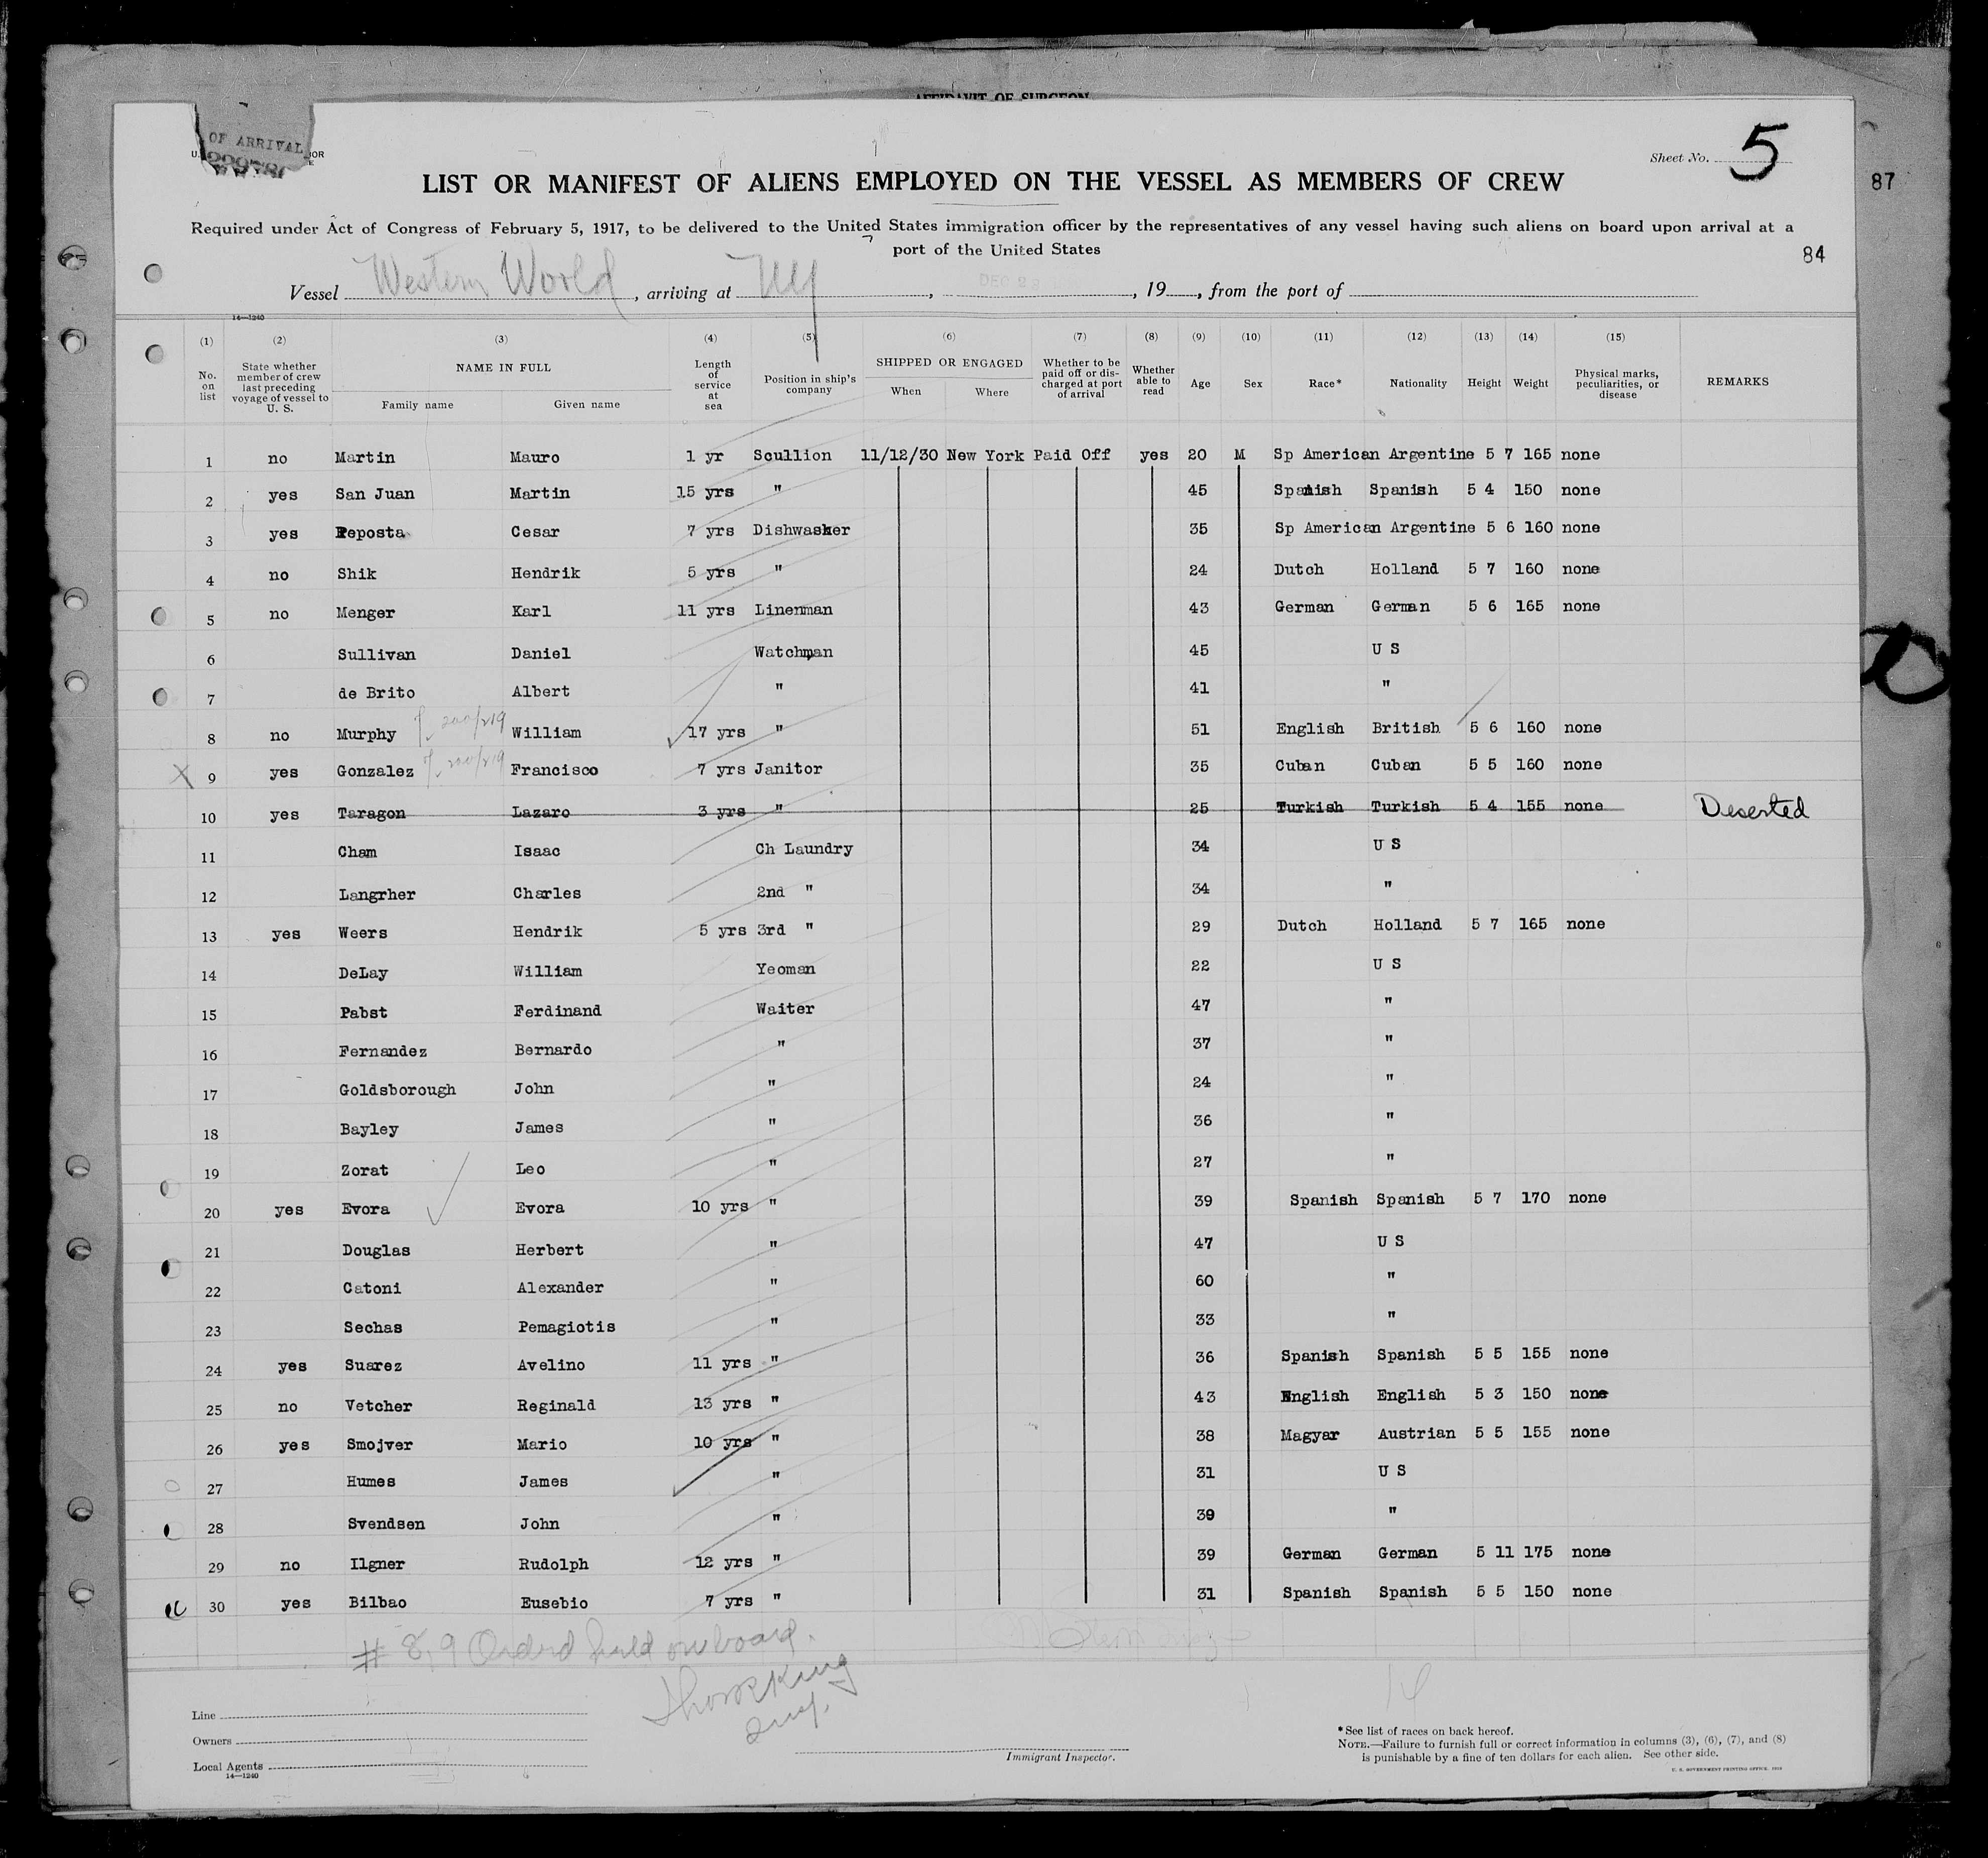 AFFIDAVIT OF SURGEON
OF ARRIVAL
Sheet No. 5
87
LIST OR MANIFEST OF ALIENS EMPLOYED ON THE VESSEL AS MEMBERS OF CREW
Required under Act of Congress of February 5, 1917, to be delivered to the United States immigration officer by the representatives of any vessel having such aliens on board upon arrival at a
port of the United States
84
Vessel Western World, arriving at NY, DEC 23, 19, from the port of
14—1240
(1) (2) (3) (4) (5) (6) (7) (8) (9) (10) (11) (12) (13) (14) (15)
No. on list State whether member of crew last preceding voyage of vessel to U. S. NAME IN FULL Family name Given name Length of service at sea Position in ship's company SHIPPED OR ENGAGED When Where Whether to be paid off or discharged at port of arrival Whether able to read Age Sex Race* Nationality Height Weight Physical marks, peculiarities, or disease REMARKS
1 no Martin Mauro 1 yr Scullion 11/12/30 New York Paid Off yes 20 M Sp American Argentine 5 7 165 none
2 yes San Juan Martin 15 yrs " 45 Spanish Spanish 5 4 150 none
3 yes Reposta Cesar 7 yrs Dishwasher 35 Sp American Argentine 5 6 160 none
4 no Shik Hendrik 5 yrs " 24 Dutch Holland 5 7 160 none
5 no Menger Karl 11 yrs Linenman 43 German German 5 6 165 none
6 Sullivan Daniel Watchman 45 U S
7 de Brito Albert " 41 "
8 no Murphy William 17 yrs " 51 English British 5 6 160 none
9 yes Gonzalez Francisco 7 yrs Janitor 35 Cuban Cuban 5 5 160 none
10 yes Taragon Lazaro 3 yrs " 25 Turkish Turkish 5 4 155 none Deserted
11 Cham Isaac Ch Laundry 34 U S
12 Langrher Charles 2nd " 34 "
13 yes Weers Hendrik 5 yrs 3rd " 29 Dutch Holland 5 7 165 none
14 DeLay William Yeoman 22 U S
15 Pabst Ferdinand Waiter 47 "
16 Fernandez Bernardo " 37 "
17 Goldsborough John " 24 "
18 Bayley James " 36 "
19 Zorat Leo " 27 "
20 yes Evora Evora 10 yrs " 39 Spanish Spanish 5 7 170 none
21 Douglas Herbert " 47 U S
22 Catoni Alexander " 60 "
23 Sechas Pemagiotis " 33 "
24 yes Suarez Avelino 11 yrs " 36 Spanish Spanish 5 5 155 none
25 no Vetcher Reginald 13 yrs " 43 English English 5 3 150 none
26 yes Smojver Mario 10 yrs " 38 Magyar Austrian 5 5 155 none
27 Humes James " 31 U S
28 Svendsen John " 39 "
29 no Ilgner Rudolph 12 yrs " 39 German German 5 11 175 none
30 yes Bilbao Eusebio 7 yrs " 31 Spanish Spanish 5 5 150 none
# 8, 9 Ordrd held on board.
Insp.
Line
Owners
Local Agents
14—1240
Immigrant Inspector.
*See list of races on back hereof.
NOTE.—Failure to furnish full or correct information in columns (3), (6), (7), and (8)
is punishable by a fine of ten dollars for each alien. See other side.
U. S. GOVERNMENT PRINTING OFFICE